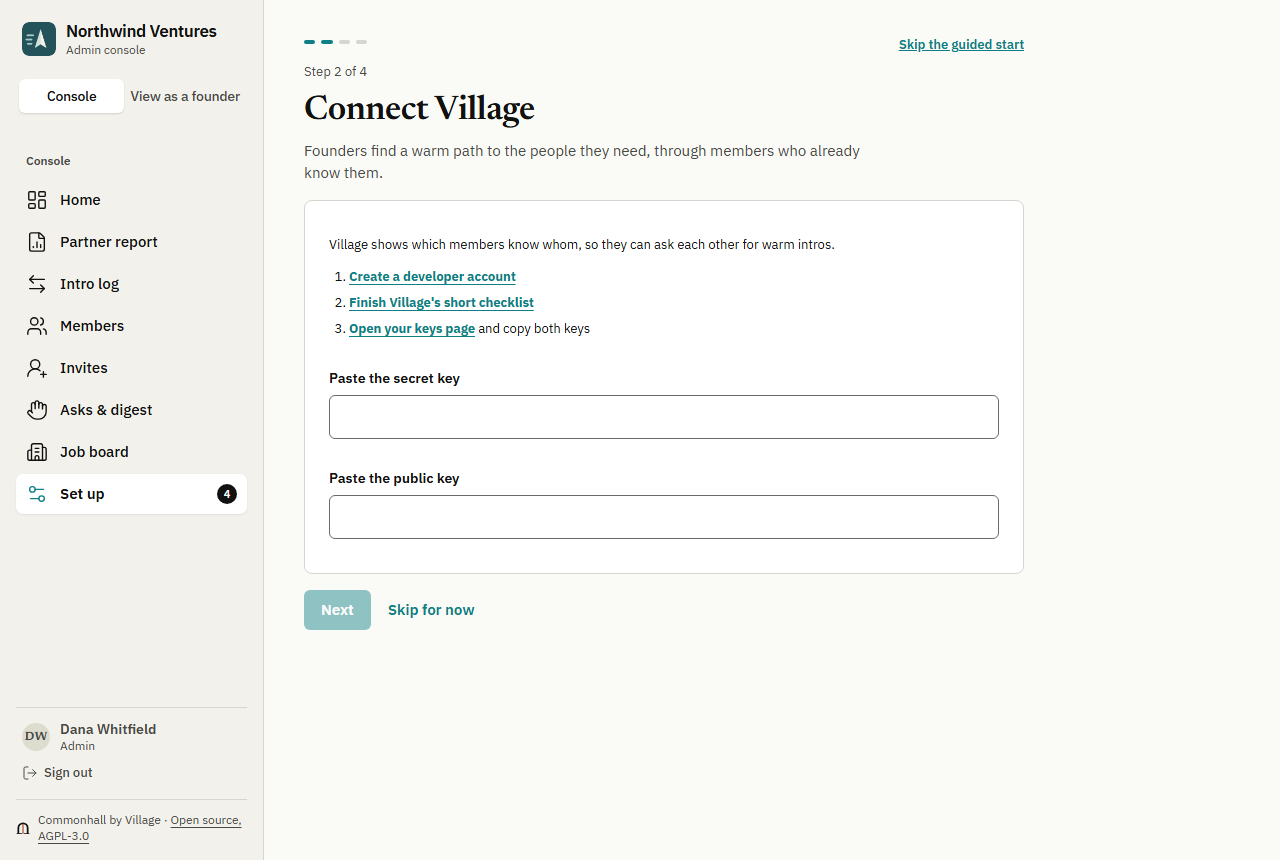 Northwind Ventures
Admin console
Console
View as a founder
Console
Home
Partner report
Intro log
Members
Invites
Asks & digest
Job board
Set up
4
DW
Dana Whitfield
Admin
Sign out
Commonhall by Village · Open source,
AGPL-3.0
Skip the guided start
Step 2 of 4
Connect Village
Founders find a warm path to the people they need, through members who already
know them.
Village shows which members know whom, so they can ask each other for warm intros.
1. Create a developer account
2. Finish Village's short checklist
3. Open your keys page and copy both keys
Paste the secret key
Paste the public key
Next
Skip for now